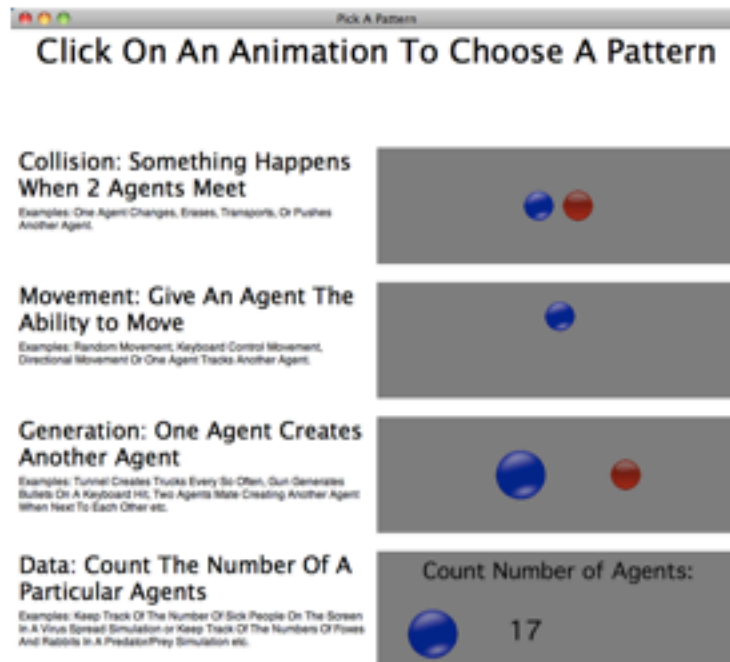 Pick A Pattern
Click On An Animation To Choose A Pattern
Collision: Something Happens
When 2 Agents Meet
Examples: One Agent Changes, Erases, Transports, Or Pushes
Another Agent.
Movement: Give An Agent The
Ability to Move
Examples: Random Movement, Keyboard Control Movement,
Directional Movement Or One Agent Tracks Another Agent.
Generation: One Agent Creates
Another Agent
Examples: Tunnel Creates Trucks Every So Often, Gun Generates
Bullets On A Keyboard Hit, Two Agents Mate Creating Another Agent
When Next To Each Other etc.
Data: Count The Number Of A
Particular Agents
Examples: Keep Track Of The Number Of Sick People On The Screen
In A Virus Spread Simulation or Keep Track Of The Numbers Of Foxes
And Rabbits In A Predator/Prey Simulation etc.
Count Number of Agents:
17